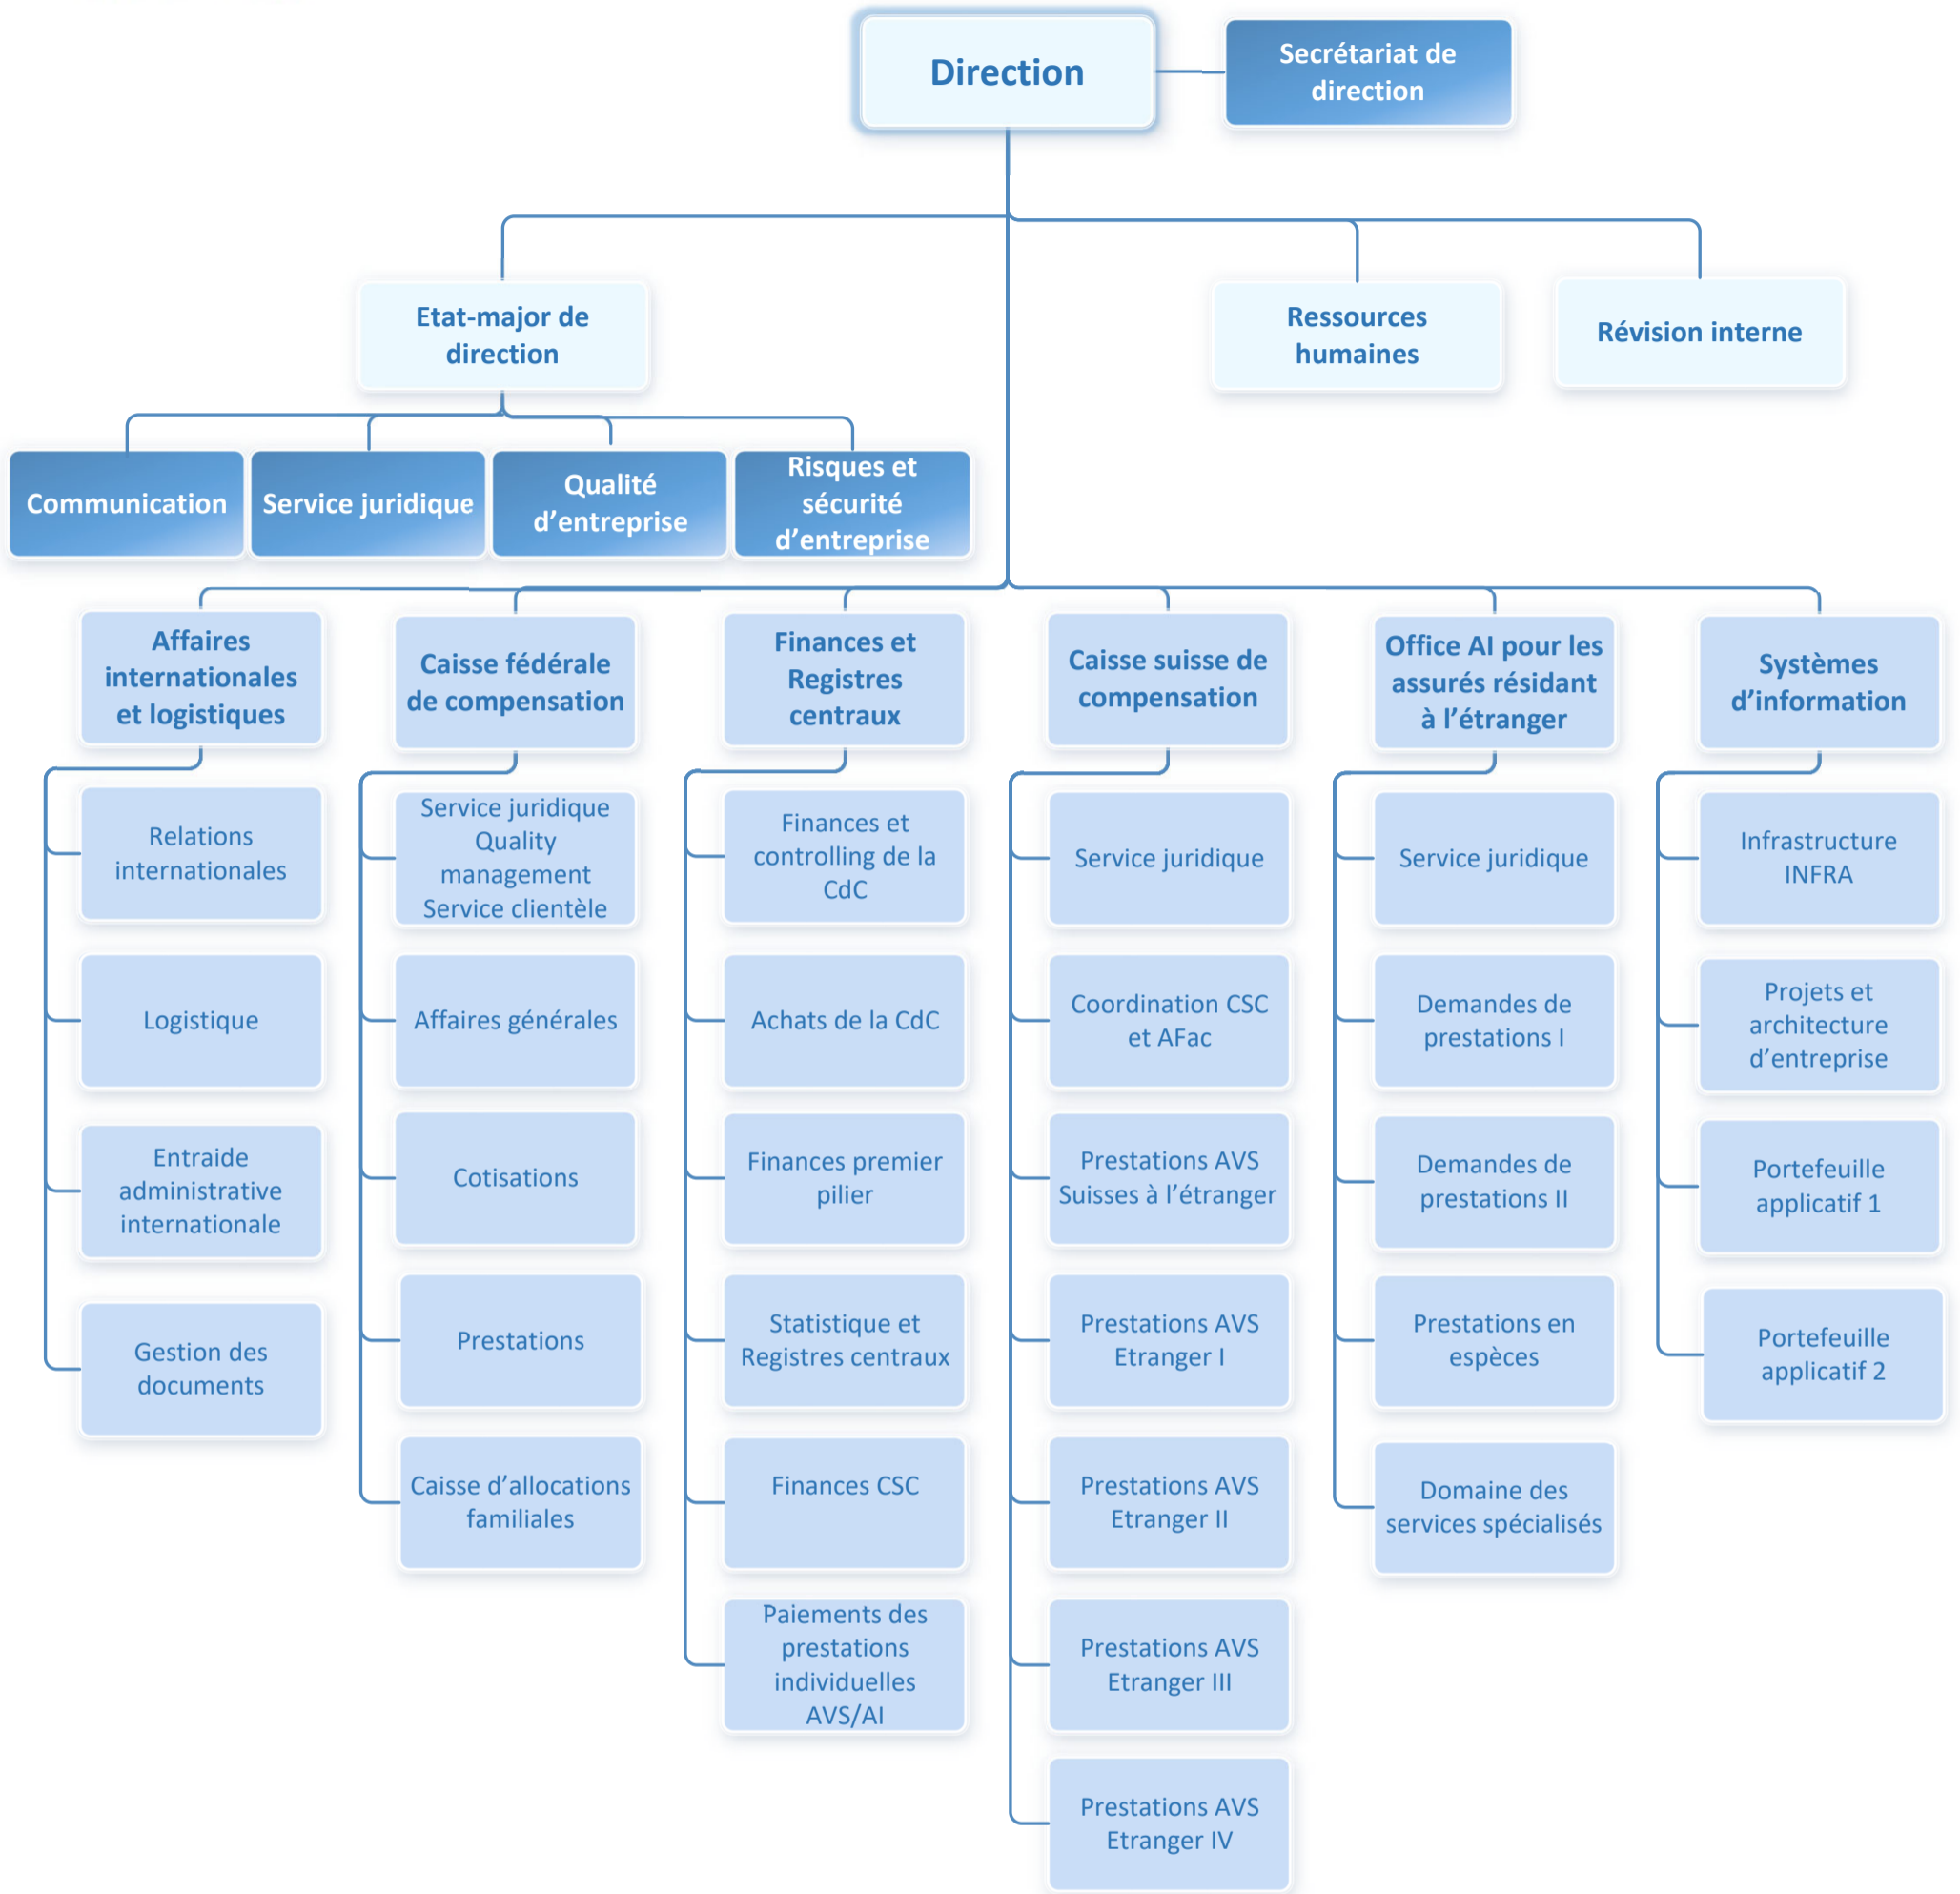 Direction
Secrétariat de
direction
Etat-major de
direction
Ressources
humaines
Révision interne
Communication
Service juridique
Qualité
d’entreprise
Risques et
sécurité
d’entreprise
Affaires
internationales
et logistiques
Relations
internationales
Logistique
Entraide
administrative
internationale
Gestion des
documents
Caisse fédérale
de compensation
Service juridique
Quality
management
Service clientèle
Affaires générales
Cotisations
Prestations
Caisse d’allocations
familiales
Finances et
Registres
centraux
Finances et
controlling de la
CdC
Achats de la CdC
Finances premier
pilier
Statistique et
Registres centraux
Finances CSC
Paiements des
prestations
individuelles
AVS/AI
Caisse suisse de
compensation
Service juridique
Coordination CSC
et AFac
Prestations AVS
Suisses à l’étranger
Prestations AVS
Etranger I
Prestations AVS
Etranger II
Prestations AVS
Etranger III
Prestations AVS
Etranger IV
Office AI pour les
assurés résidant
à l’étranger
Service juridique
Demandes de
prestations I
Demandes de
prestations II
Prestations en
espèces
Domaine des
services spécialisés
Systèmes
d’information
Infrastructure
INFRA
Projets et
architecture
d’entreprise
Portefeuille
applicatif 1
Portefeuille
applicatif 2